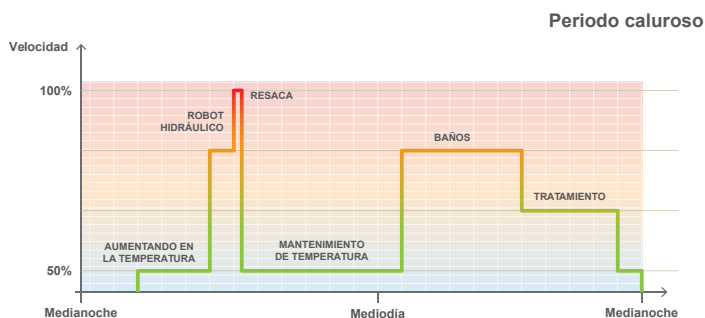 Periodo caluroso
Velocidad
100%
RESACA
ROBOT
HIDRÁULICO
BAÑOS
TRATAMIENTO
AUMENTANDO EN
LA TEMPERATURA
MANTENIMIENTO
DE TEMPERATURA
50%
Medianoche
Mediodía
Medianoche